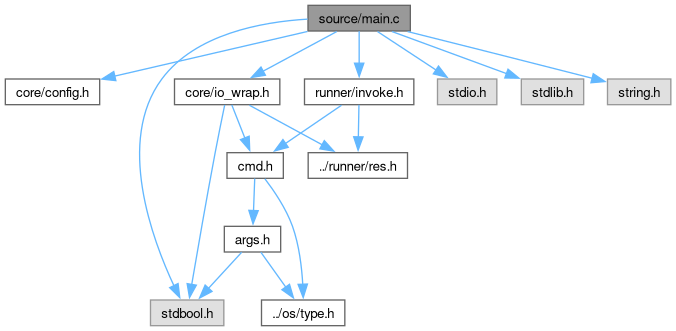 source/main.c
core/config.h
core/io_wrap.h
runner/invoke.h
stdio.h
stdlib.h
string.h
cmd.h
../runner/res.h
args.h
stdbool.h
../os/type.h